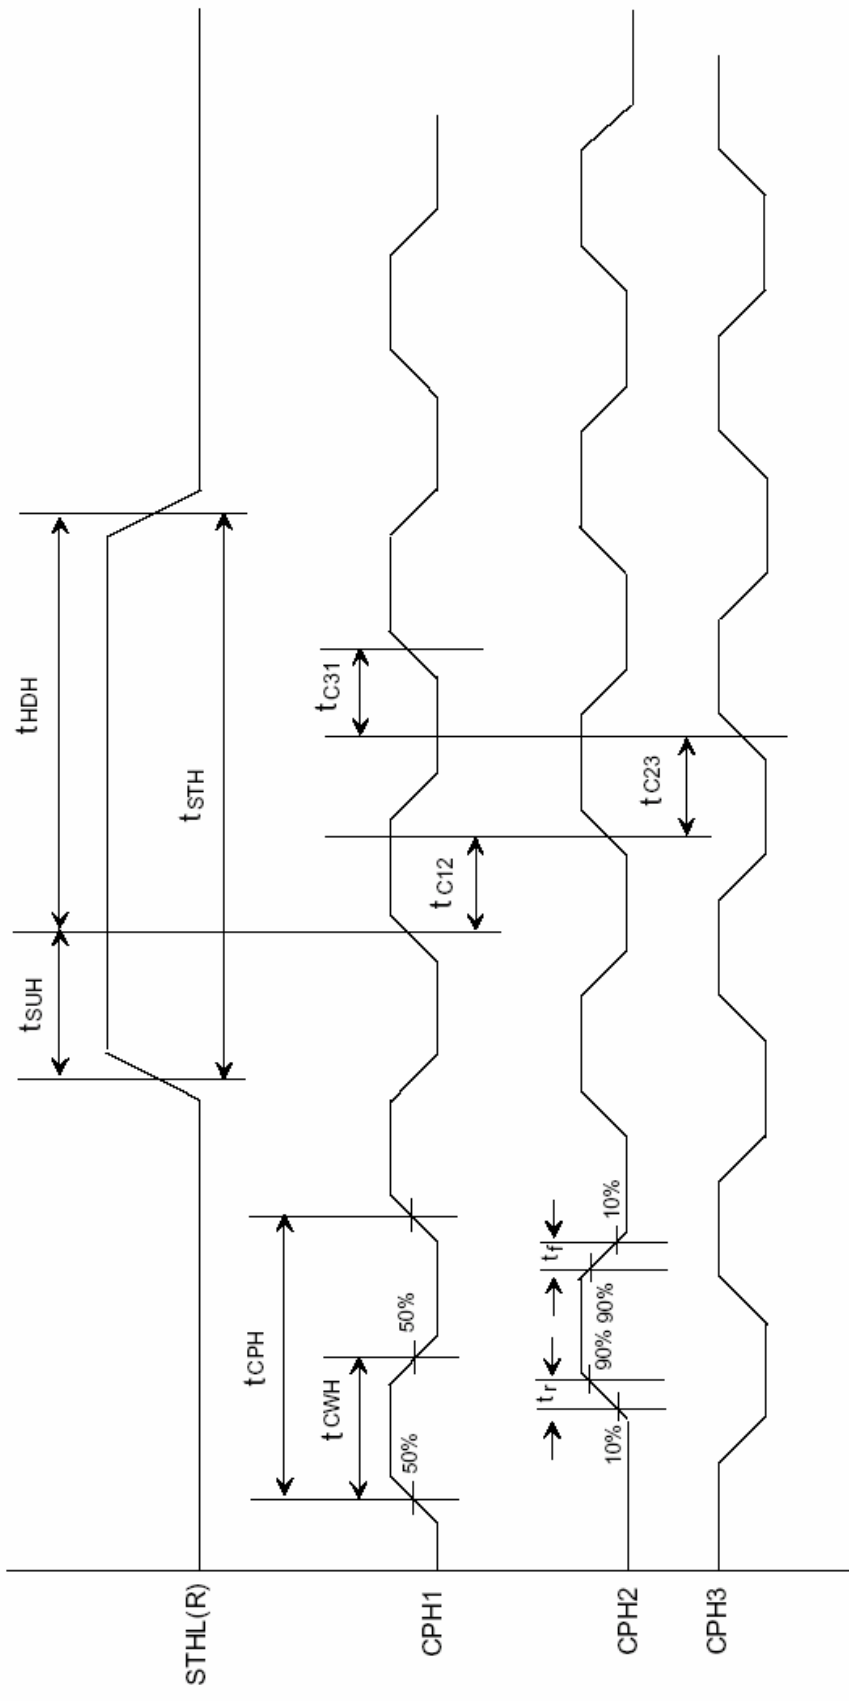 tHDH
tSUH
tSTH
STHL(R)
tCPH
tCWH
tC31
50%
50%
tC12
CPH1
tr
tf
10%
90%
90%
10%
tC23
CPH2
CPH3